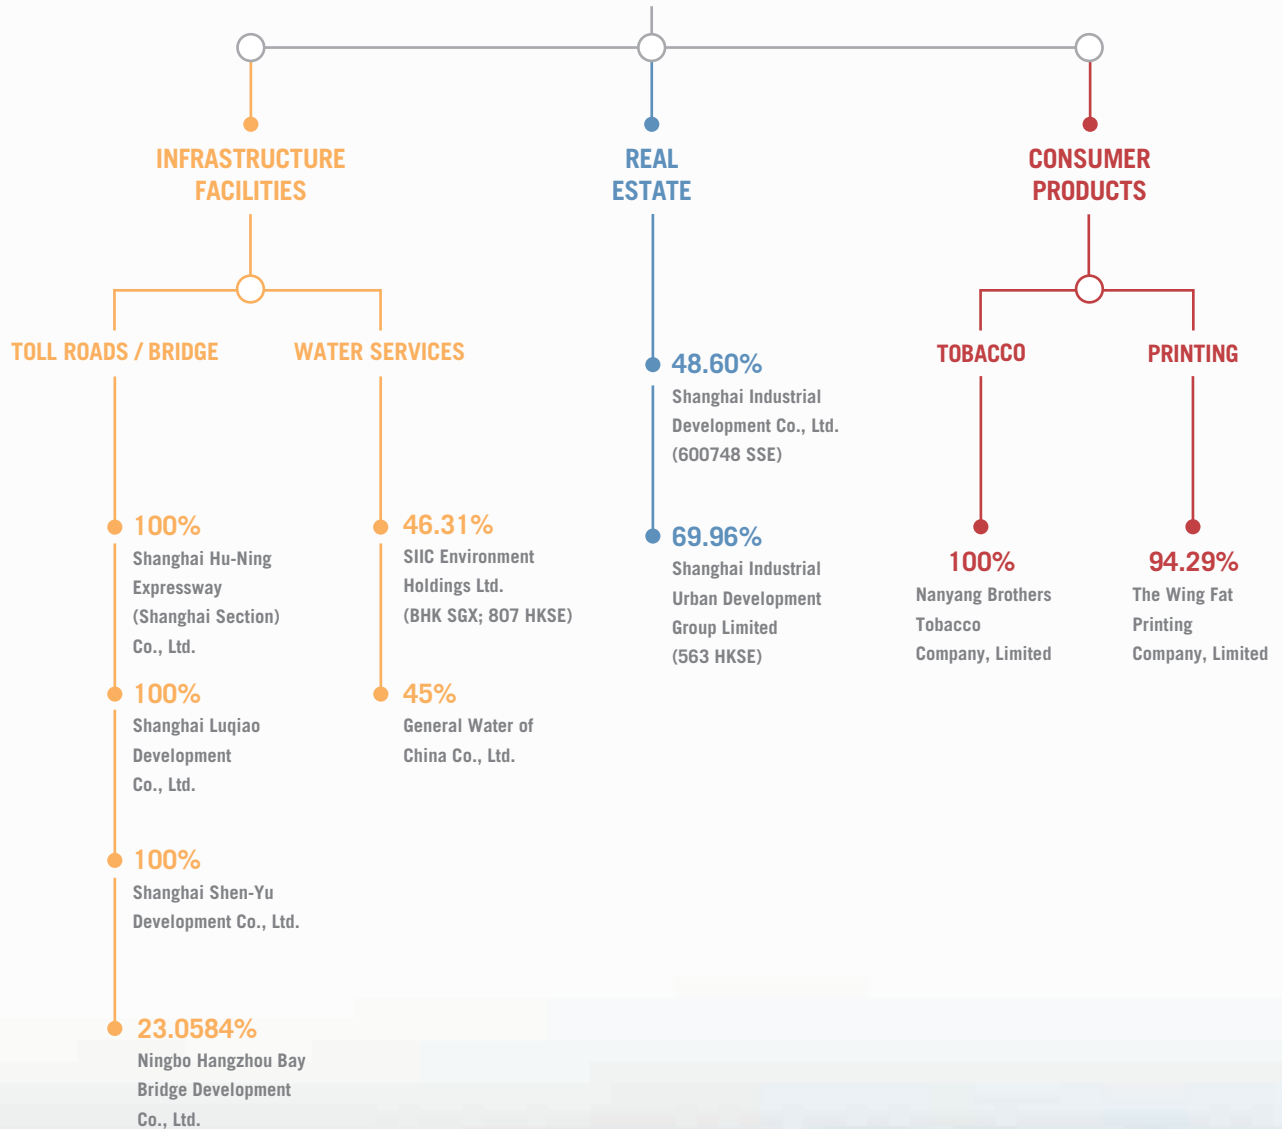 INFRASTRUCTURE
FACILITIES
TOLL ROADS / BRIDGE
100%
Shanghai Hu-Ning
Expressway
(Shanghai Section)
Co., Ltd.
100%
Shanghai Luqiao
Development
Co., Ltd.
100%
Shanghai Shen-Yu
Development Co., Ltd.
23.0584%
Ningbo Hangzhou Bay
Bridge Development
Co., Ltd.
WATER SERVICES
46.31%
SIIC Environment
Holdings Ltd.
(BHK SGX; 807 HKSE)
45%
General Water of
China Co., Ltd.
REAL
ESTATE
48.60%
Shanghai Industrial
Development Co., Ltd.
(600748 SSE)
69.96%
Shanghai Industrial
Urban Development
Group Limited
(563 HKSE)
CONSUMER
PRODUCTS
TOBACCO
100%
Nanyang Brothers
Tobacco
Company, Limited
PRINTING
94.29%
The Wing Fat
Printing
Company, Limited